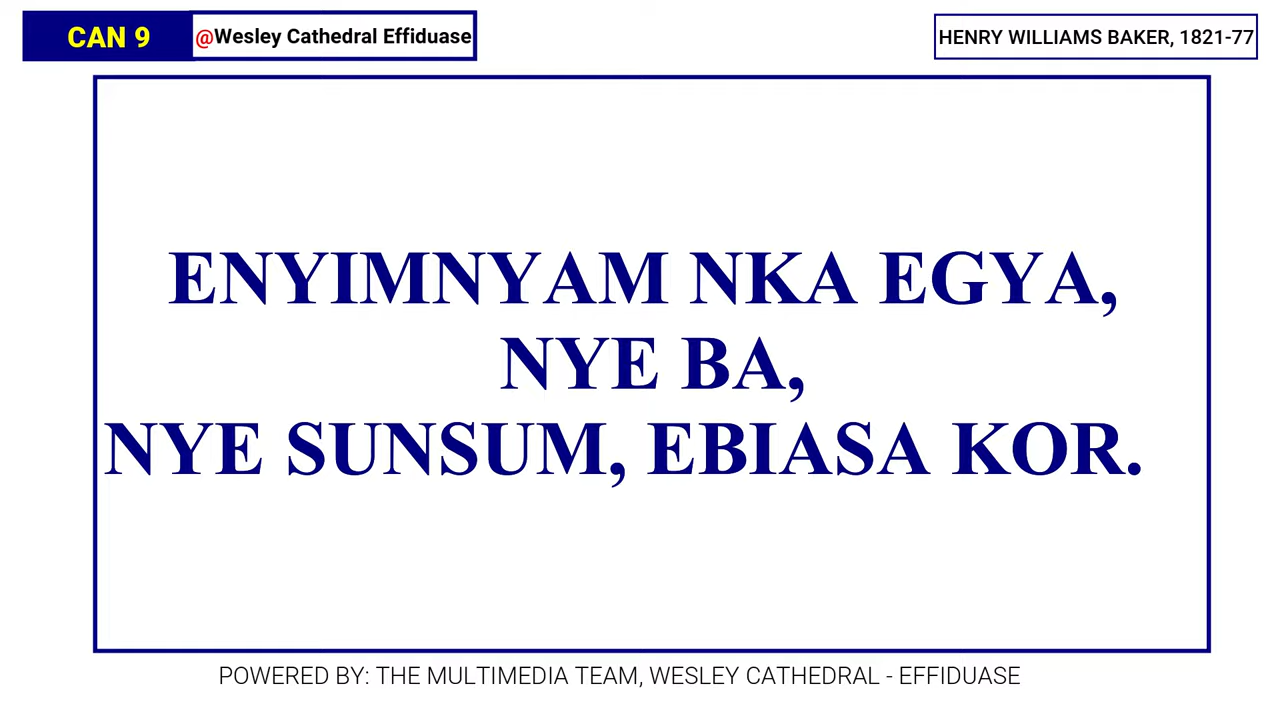 CAN 9
@Wesley Cathedral Effiduase
HENRY WILLIAMS BAKER, 1821-77
ENYIMNYAM NKA EGYA,
NYE BA,
NYE SUNSUM, EBIASA KOR.
POWERED BY: THE MULTIMEDIA TEAM, WESLEY CATHEDRAL - EFFIDUASE